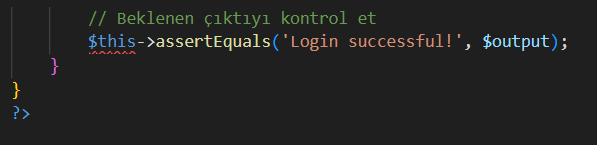 // Beklenen çıktıyı kontrol et
$this->assertEquals('Login successful!', $output);
}
}
?>